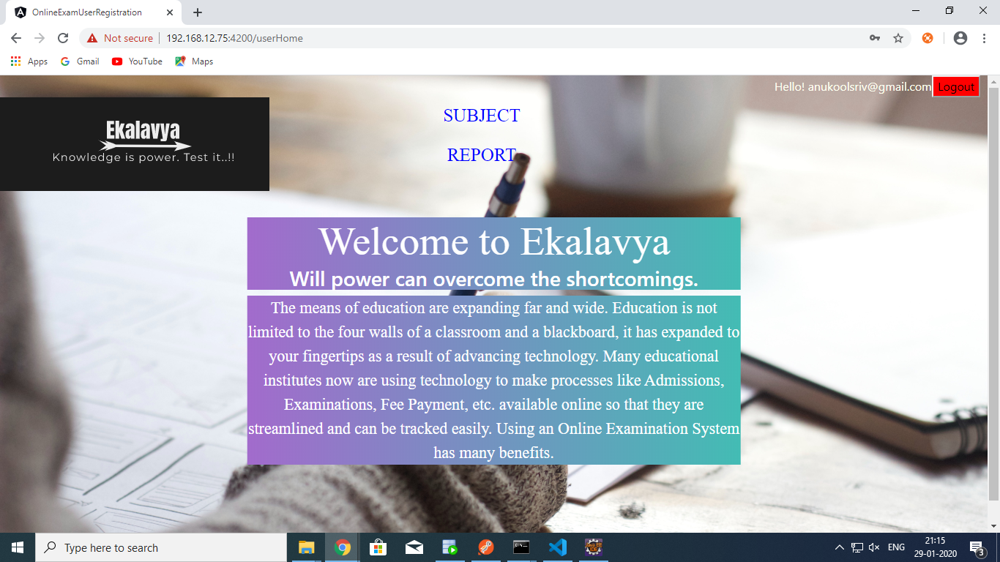 OnlineExamUserRegistration
Not secure
192.168.12.75:4200/userHome
Apps
Gmail
YouTube
Maps
Hello! anukoolsriv@gmail.com Logout
Ekalavya
Knowledge is power. Test it..!!
SUBJECT
REPORT
Welcome to Ekalavya
Will power can overcome the shortcomings.
The means of education are expanding far and wide. Education is not
limited to the four walls of a classroom and a blackboard, it has expanded to
your fingertips as a result of advancing technology. Many educational
institutes now are using technology to make processes like Admissions,
Examinations, Fee Payment, etc. available online so that they are
streamlined and can be tracked easily. Using an Online Examination System
has many benefits.
Type here to search
ENG
21:15
29-01-2020
3